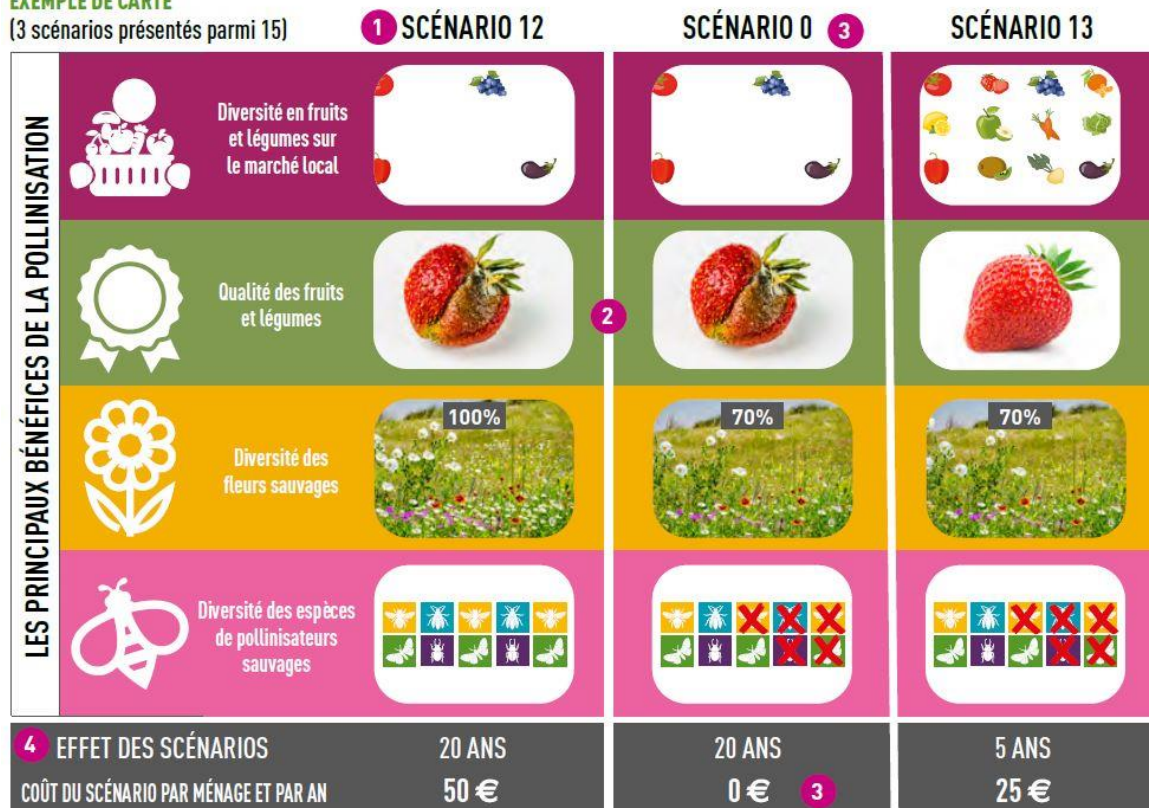 EXEMPLE DE CARTE
(3 scénarios présentés parmi 15)
1 SCÉNARIO 12
SCÉNARIO 0 3
SCÉNARIO 13
LES PRINCIPAUX BÉNÉFICES DE LA POLLINISATION
Diversité en fruits
et légumes sur
le marché local
Qualité des fruits
et légumes
2
Diversité des
fleurs sauvages
100%
70%
70%
Diversité des espèces
de pollinisateurs
sauvages
4 EFFET DES SCÉNARIOS 20 ANS 20 ANS 5 ANS
COÛT DU SCÉNARIO PAR MÉNAGE ET PAR AN 50 € 0 € 3 25 €